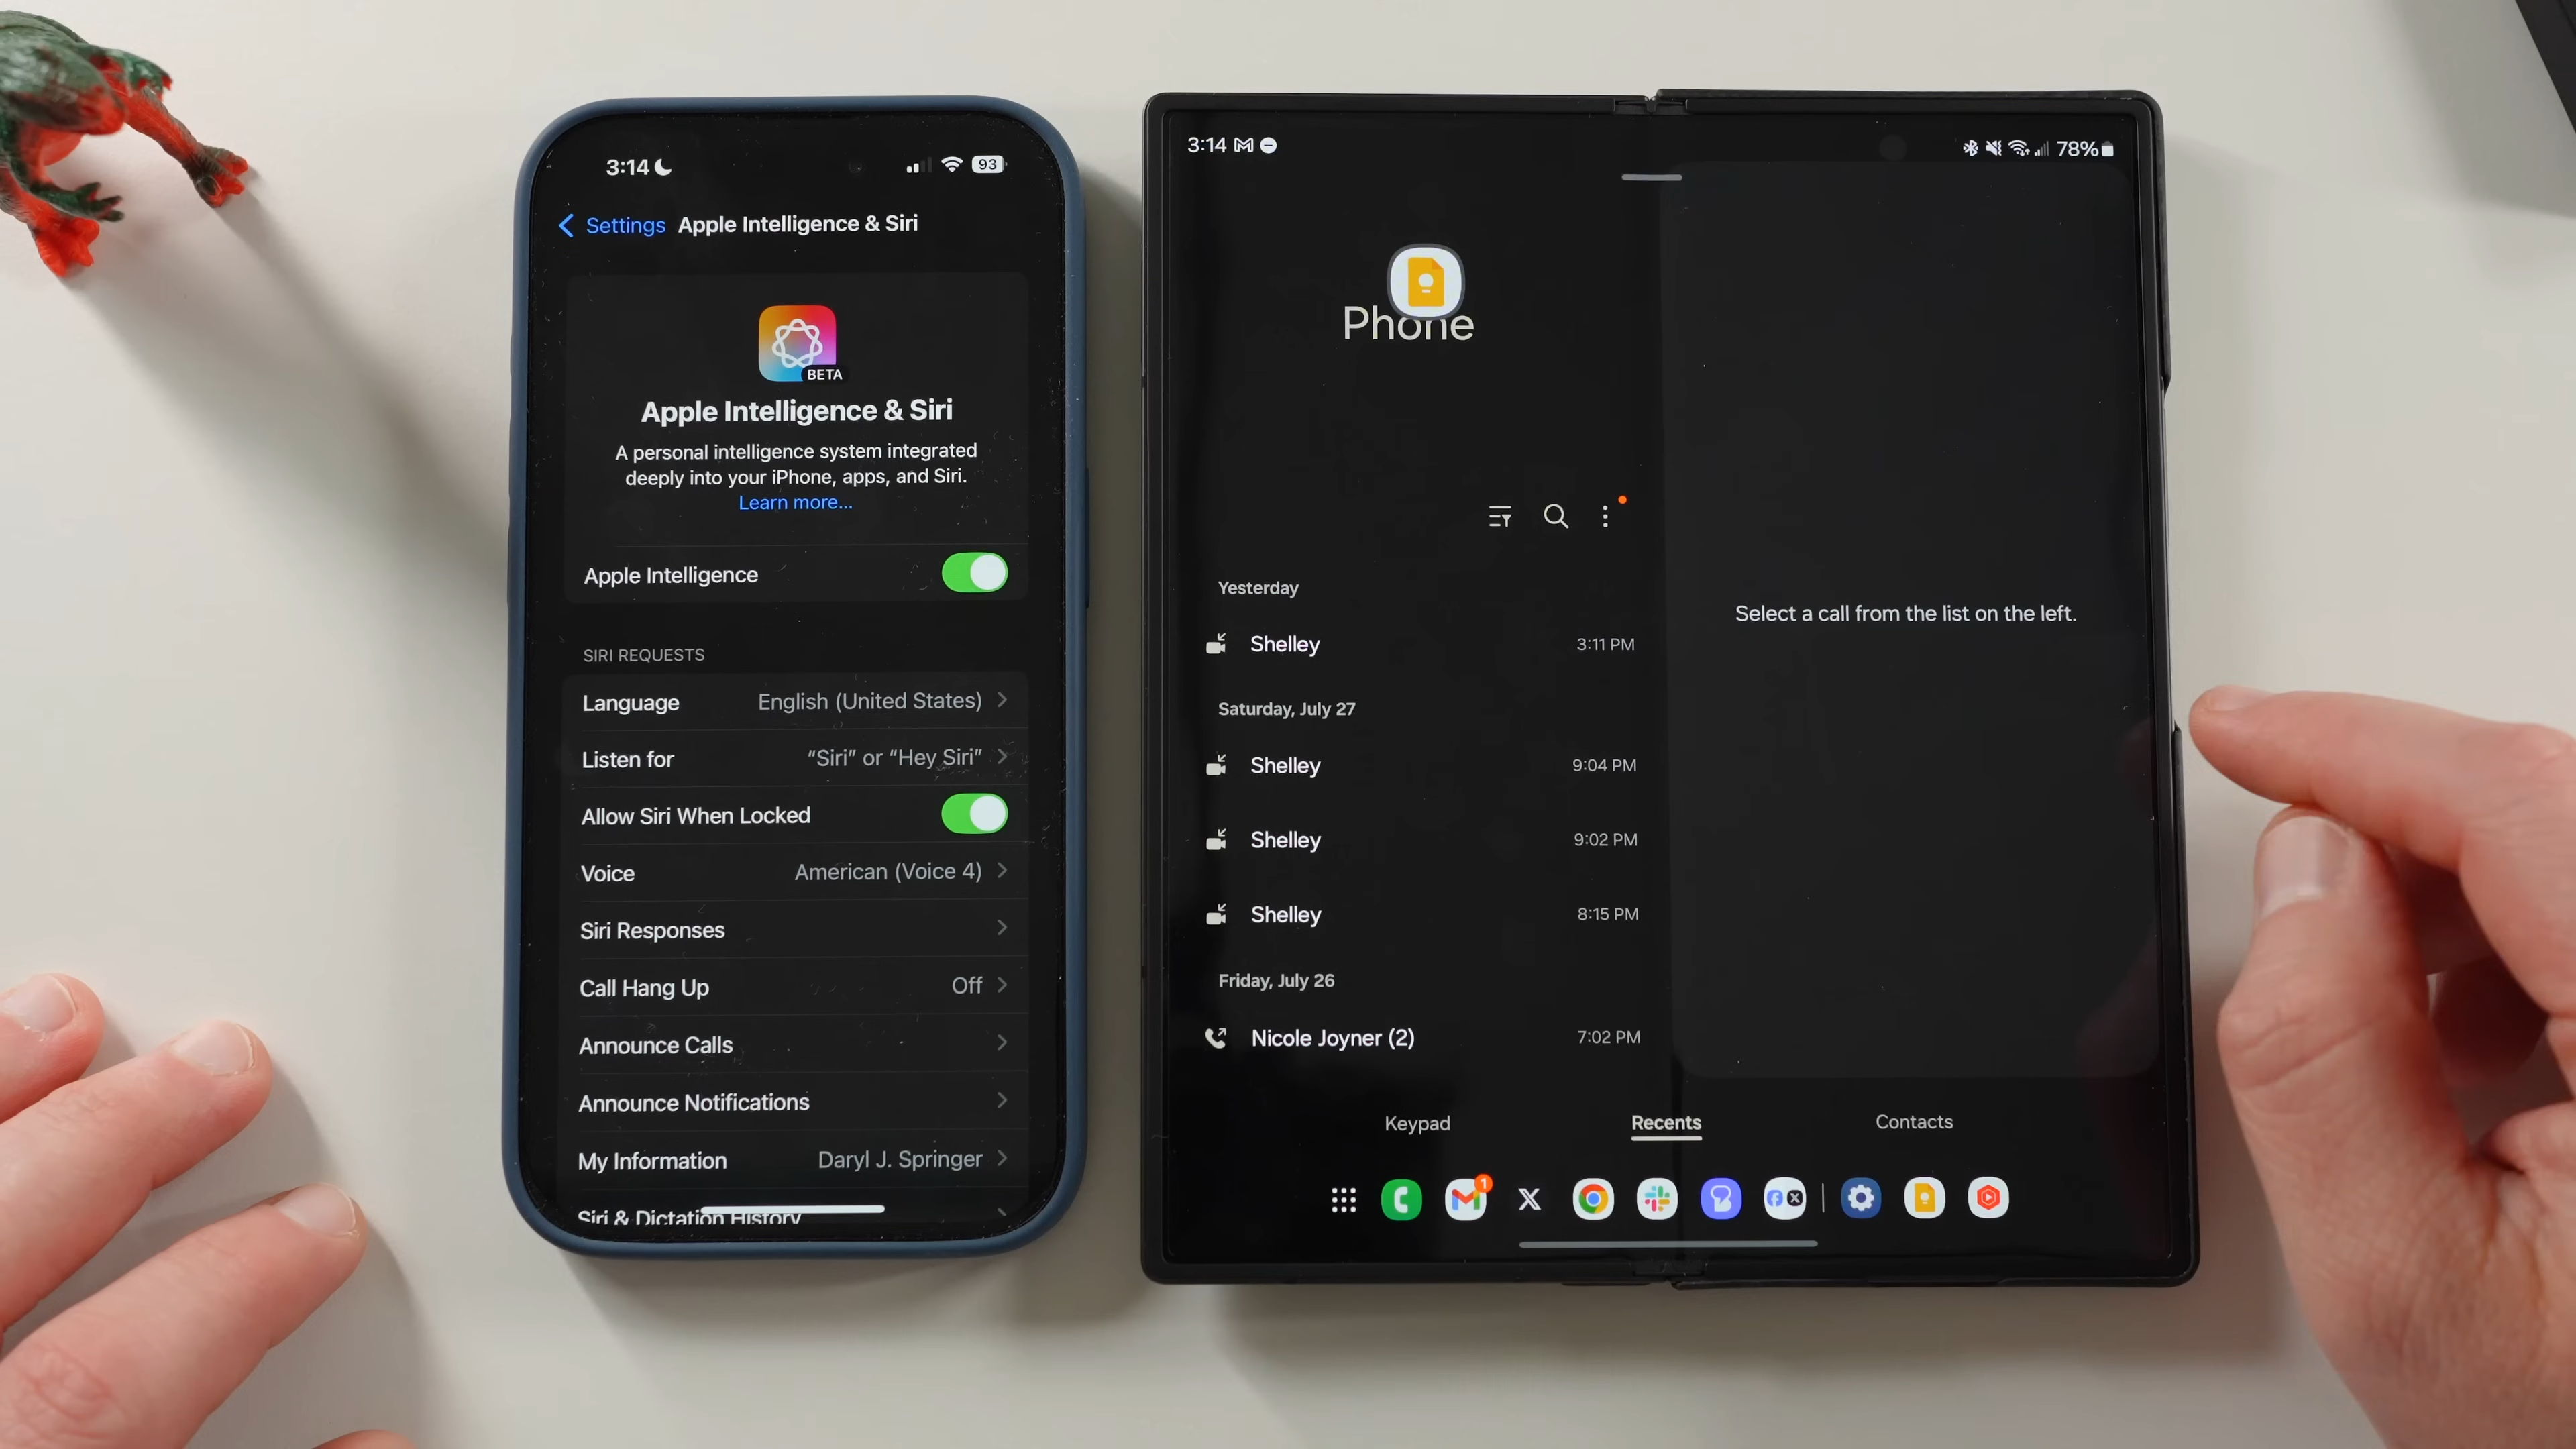 3:14
93
Settings Apple Intelligence & Siri
BETA
Apple Intelligence & Siri
A personal intelligence system integrated
deeply into your iPhone, apps, and Siri.
Learn more...
Apple Intelligence
SIRI REQUESTS
Language English (United States)
Listen for “Siri” or “Hey Siri”
Allow Siri When Locked
Voice American (Voice 4)
Siri Responses
Call Hang Up Off
Announce Calls
Announce Notifications
My Information Daryl J. Springer
Siri & Dictation History
3:14
78%
Phone
Yesterday
Shelley 3:11 PM
Saturday, July 27
Shelley 9:04 PM
Shelley 9:02 PM
Shelley 8:15 PM
Friday, July 26
Nicole Joyner (2) 7:02 PM
Select a call from the list on the left.
Keypad Recents Contacts
1